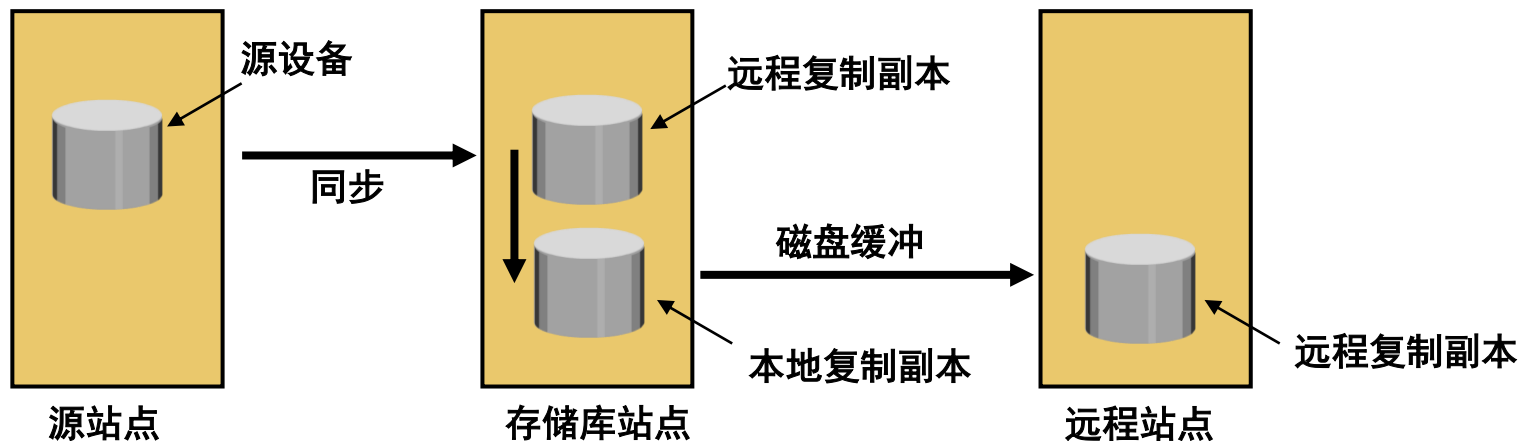 源设备
远程复制副本
同步
磁盘缓冲
本地复制副本
远程复制副本
源站点
存储库站点
远程站点